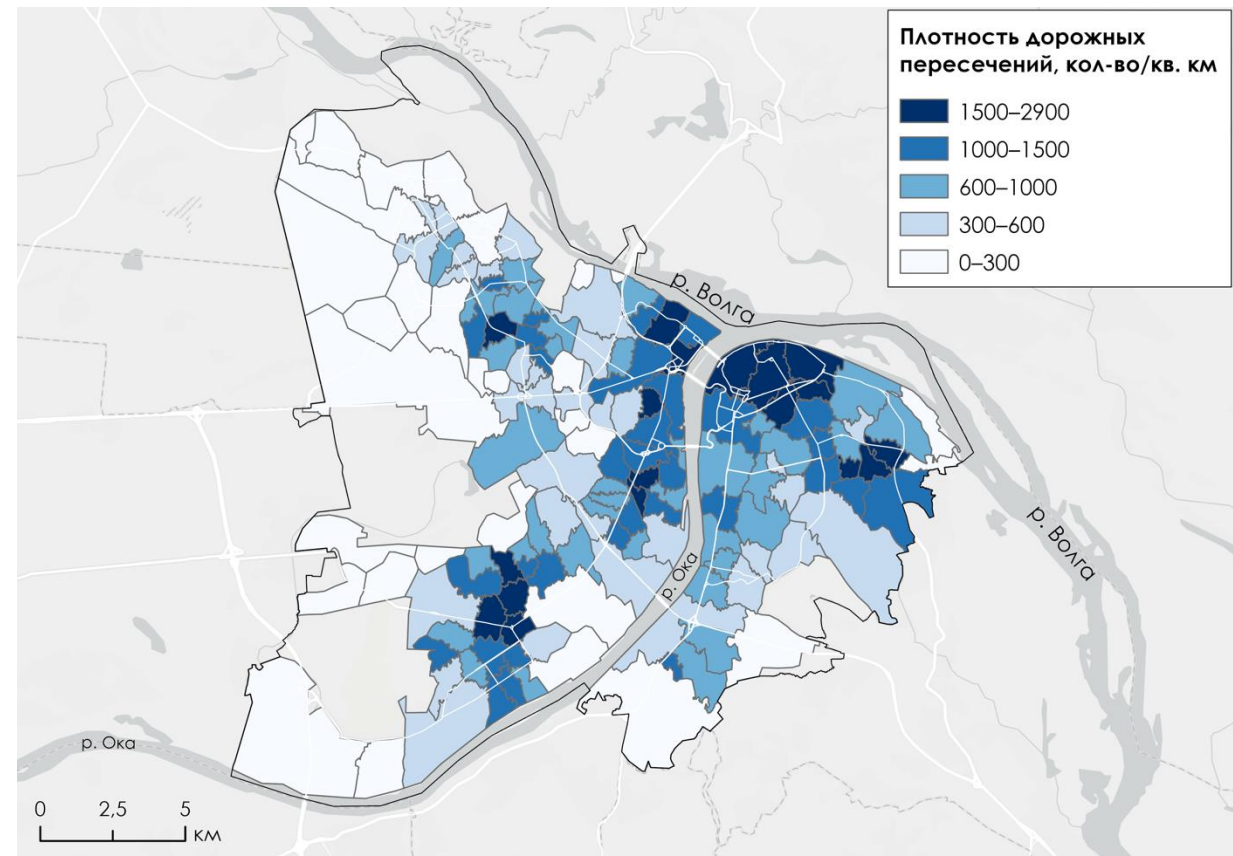 Плотность дорожных
пересечений, кол-во/кв. км
1500–2900
1000–1500
600–1000
300–600
0–300
р. Волга
р. Волга
р. Ока
р. Ока
0 2,5 5
км